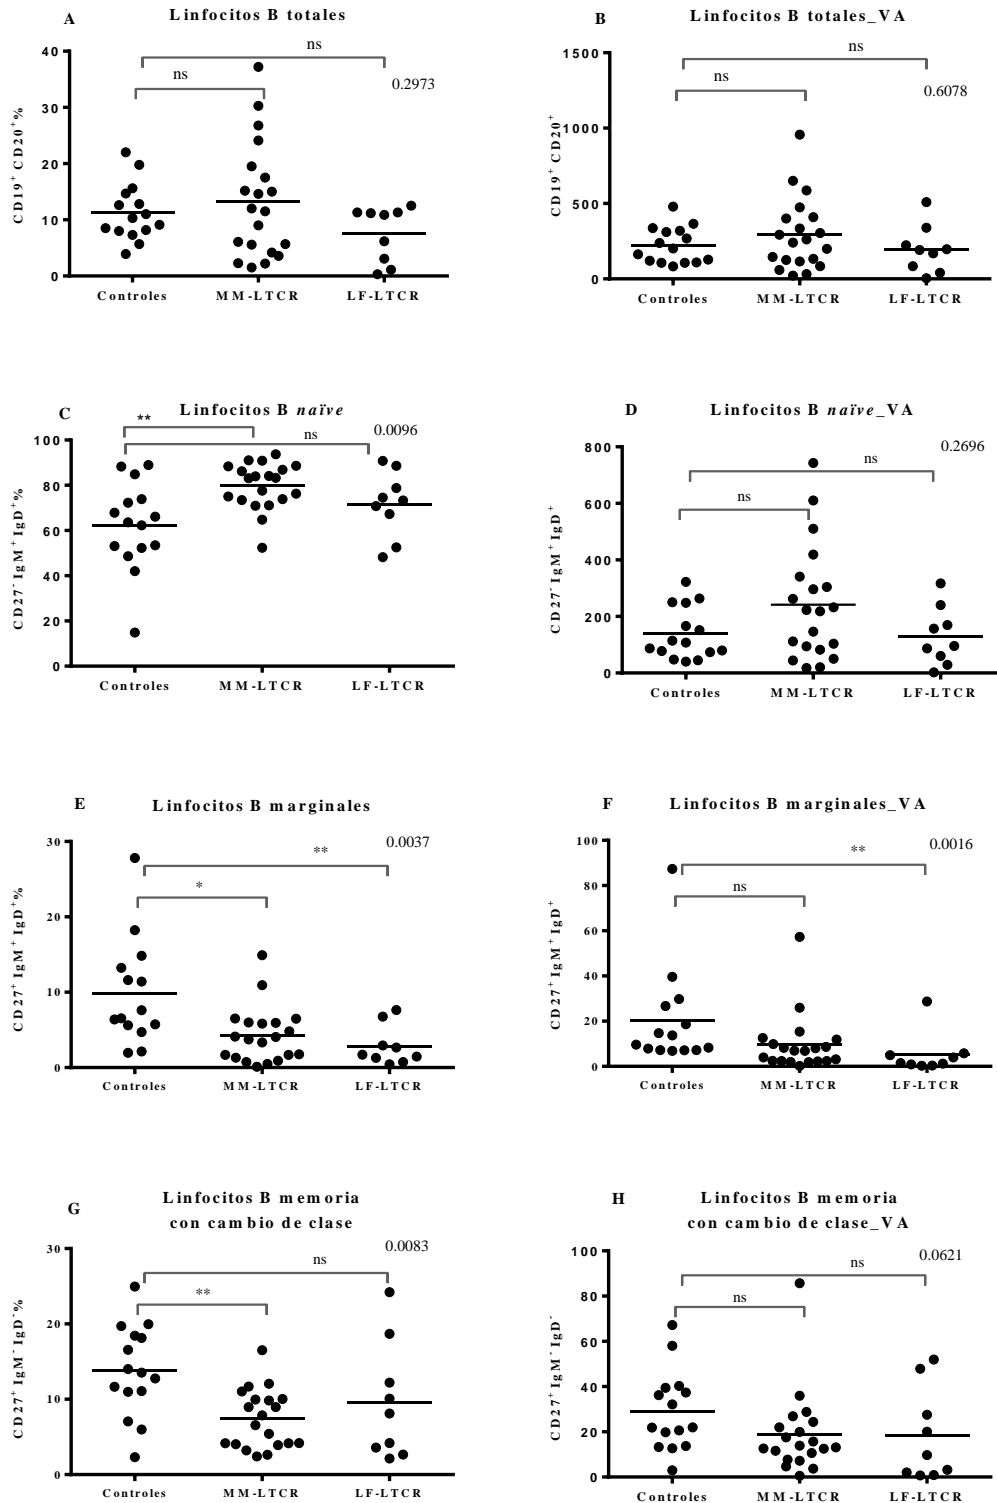 A
Linfocitos B totales
CD19+ CD20+%
40
30
20
10
0
ns
ns
0.2973
Controles MM-LTCR LF-LTCR
B
Linfocitos B totales_VA
CD19+ CD20+
1500
1000
500
0
ns
ns
0.6078
Controles MM-LTCR LF-LTCR
C
Linfocitos B naïve
CD27- IgM+ IgD+%
100
80
60
40
20
0
**
ns
0.0096
Controles MM-LTCR LF-LTCR
D
Linfocitos B naïve_VA
CD27- IgM+ IgD+
800
600
400
200
0
ns
ns
0.2696
Controles MM-LTCR LF-LTCR
E
Linfocitos B marginales
CD27+ IgM+ IgD+%
30
20
10
0
**
*
0.0037
Controles MM-LTCR LF-LTCR
F
Linfocitos B marginales_VA
CD27+ IgM+ IgD+
100
80
60
40
20
0
**
ns
0.0016
Controles MM-LTCR LF-LTCR
G
Linfocitos B memoria
con cambio de clase
CD27+ IgM- IgD-%
30
20
10
0
ns
**
0.0083
Controles MM-LTCR LF-LTCR
H
Linfocitos B memoria
con cambio de clase_VA
CD27+ IgM- IgD-
100
80
60
40
20
0
ns
ns
0.0621
Controles MM-LTCR LF-LTCR